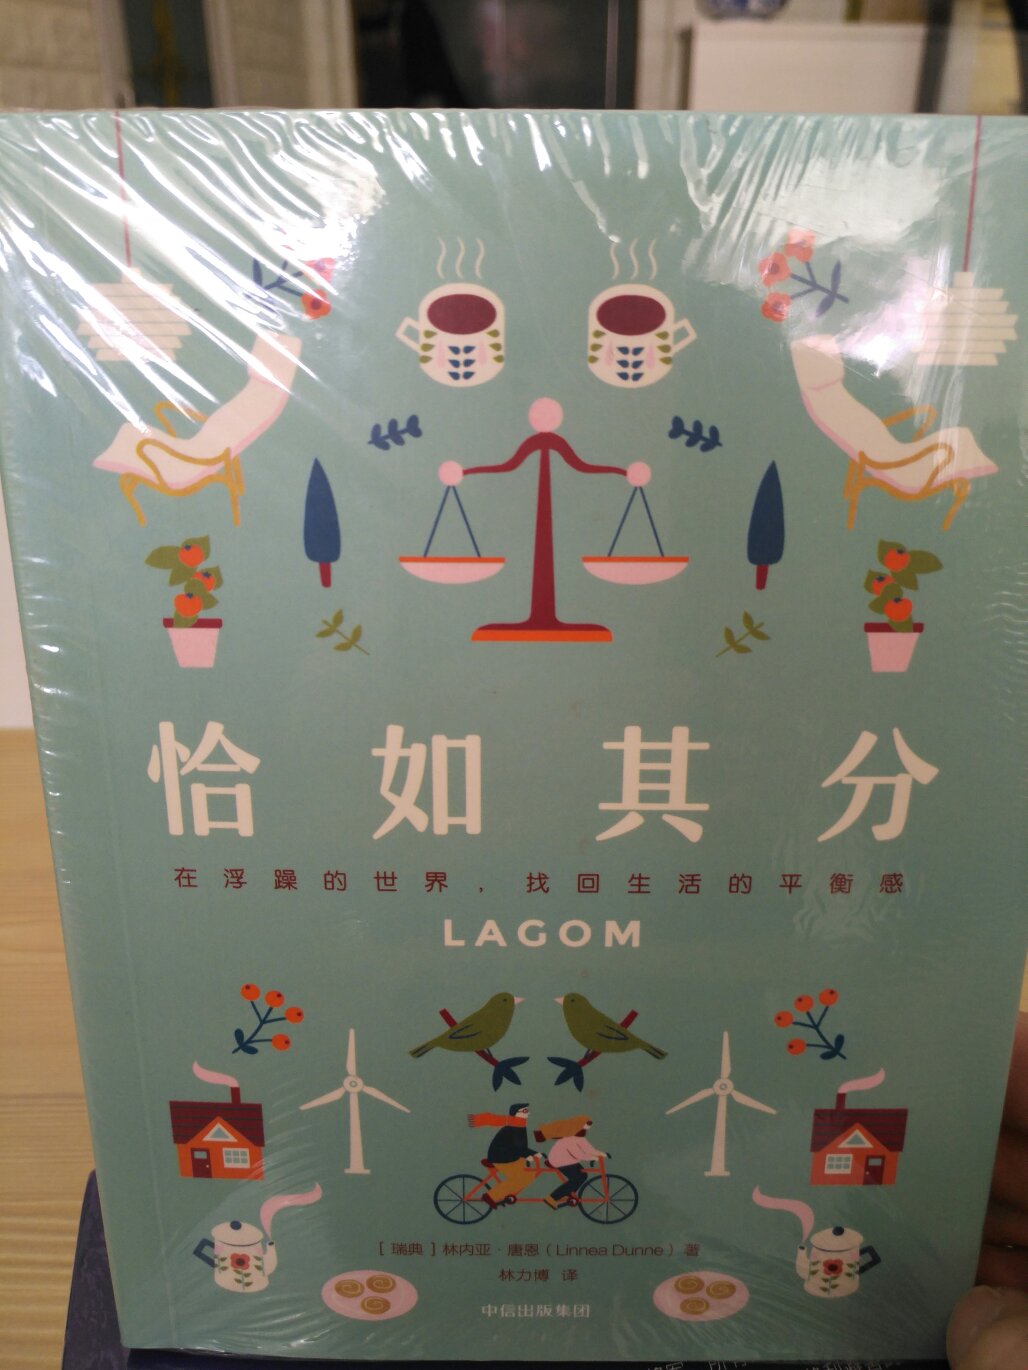 恰如其分
在浮躁的世界，找回生活的平衡感
LAGOM
[瑞典]林内亚·唐恩（Linnea Dunne）著
林力博 译
中信出版集团